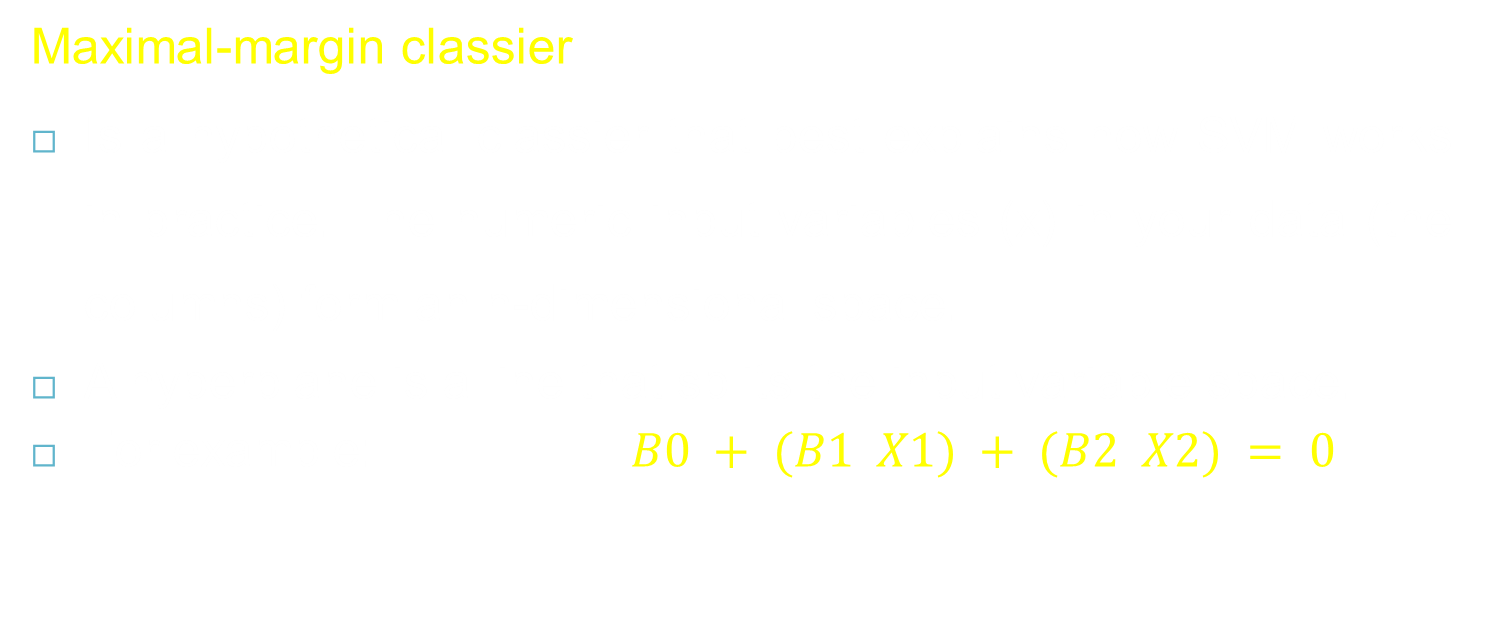 Maximal-margin classier
B0 + (B1 X1) + (B2 X2) = 0